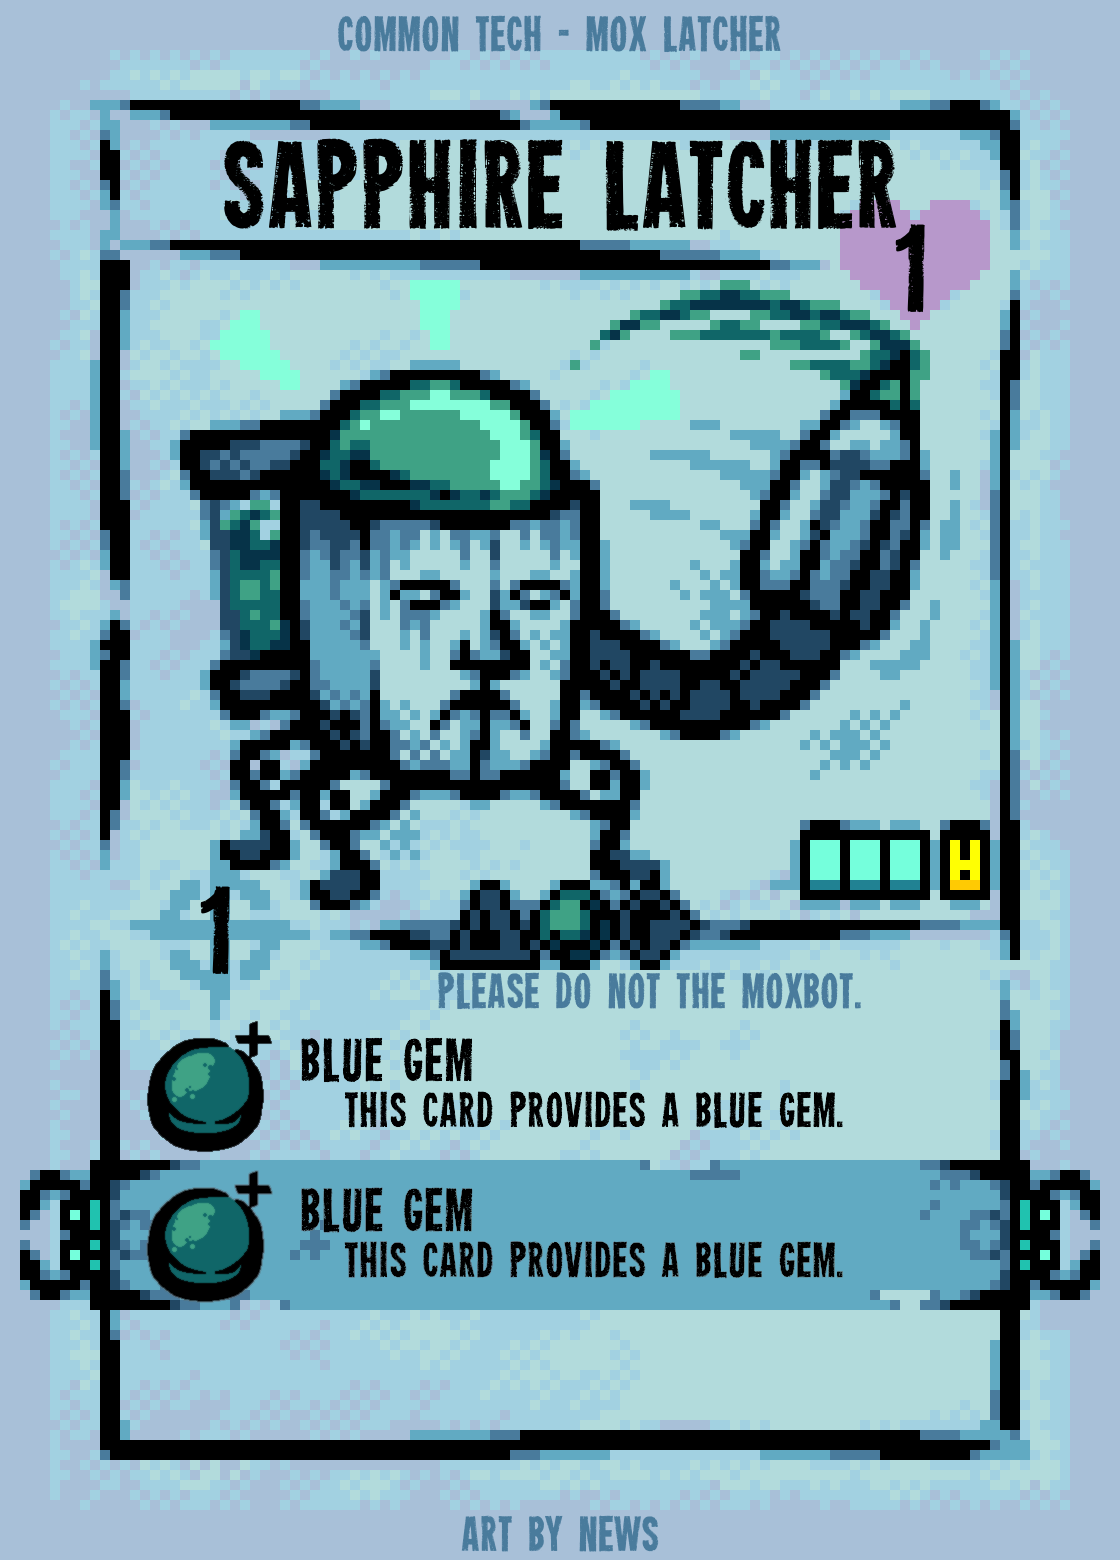 COMMON TECH - MOX LATCHER
SAPPHIRE LATCHER
1
1
PLEASE DO NOT THE MOXBOT.
BLUE GEM
THIS CARD PROVIDES A BLUE GEM.
BLUE GEM
THIS CARD PROVIDES A BLUE GEM.
ART BY NEWS